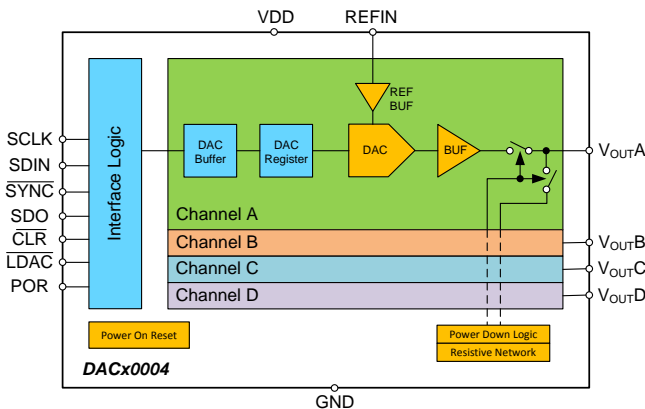 VDD
REFIN
SCLK
SDIN
SYNC
SDO
CLR
LDAC
POR
Interface Logic
REF
BUF
DAC
Buffer
DAC
Register
DAC
BUF
Channel A
Channel B
Channel C
Channel D
VOUTA
VOUTB
VOUTC
VOUTD
Power On Reset
Power Down Logic
Resistive Network
DACx0004
GND